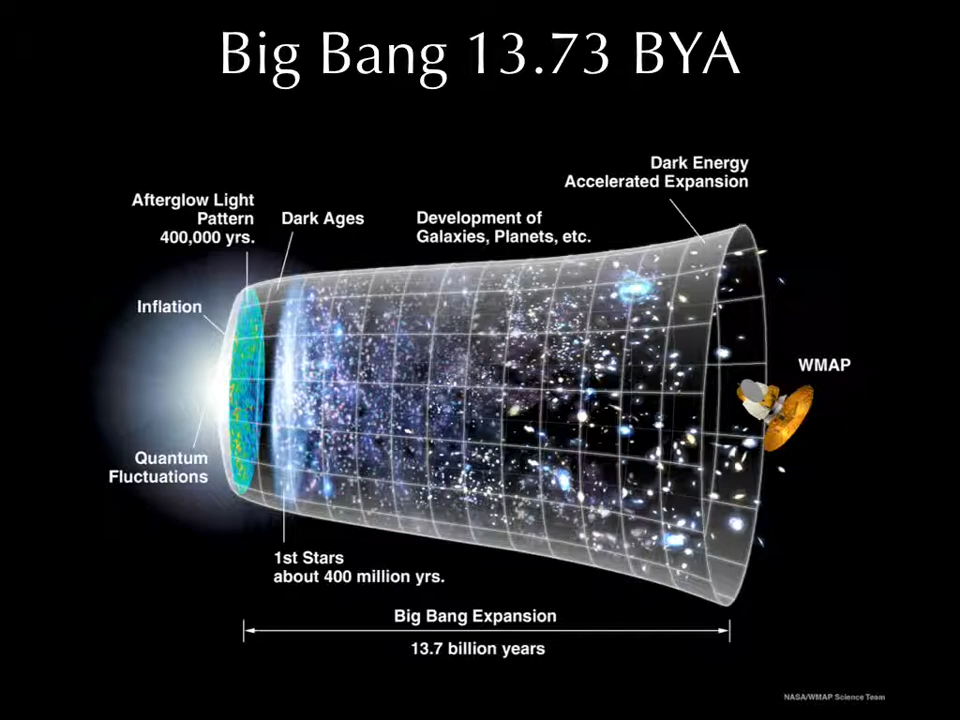 Big Bang 13.73 BYA
Dark Energy
Accelerated Expansion
Afterglow Light
Pattern
400,000 yrs.
Dark Ages
Development of
Galaxies, Planets, etc.
Inflation
WMAP
Quantum
Fluctuations
1st Stars
about 400 million yrs.
Big Bang Expansion
13.7 billion years
NASA/WMAP Science Team